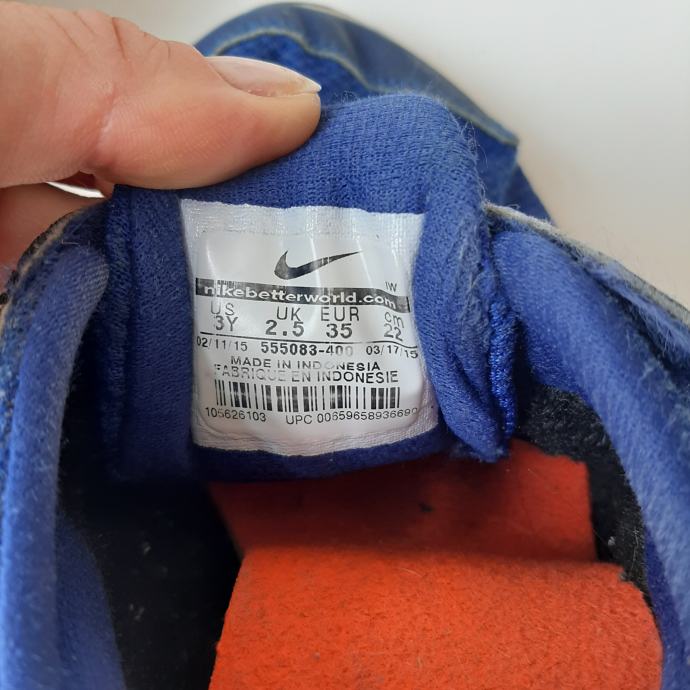 IW
nikebetterworld.com
US UK EUR cm
3Y 2.5 35 22
02/11/15 555083-400 03/17/15
MADE IN INDONESIA
FABRIQUE EN INDONESIE
105626103 UPC 00659658936690